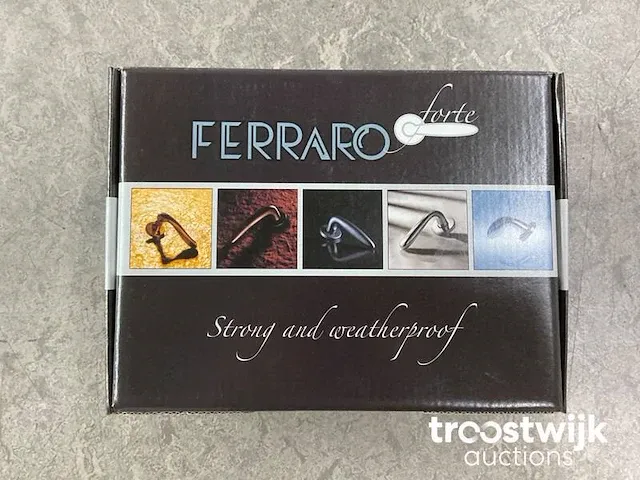 forte
FERRARO
Strong and weatherproof
troostwijk
auctions